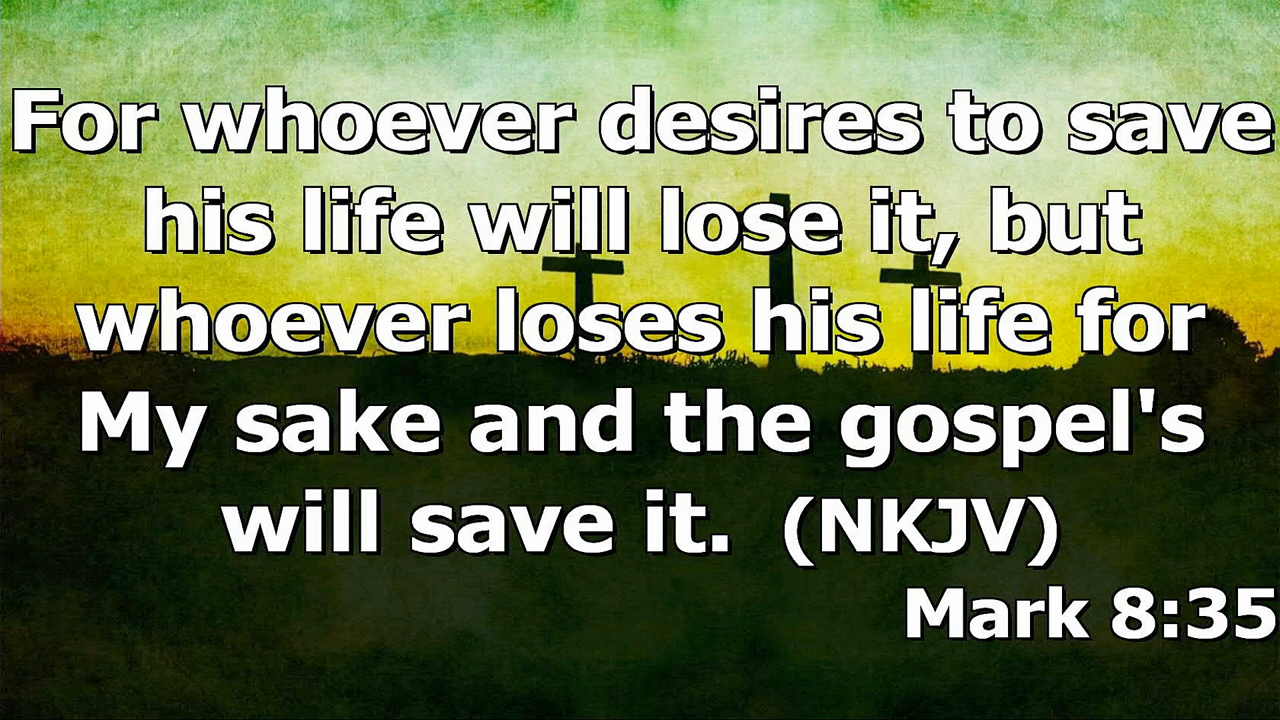 For whoever desires to save
his life will lose it, but
whoever loses his life for
My sake and the gospel's
will save it.  (NKJV)
Mark 8:35